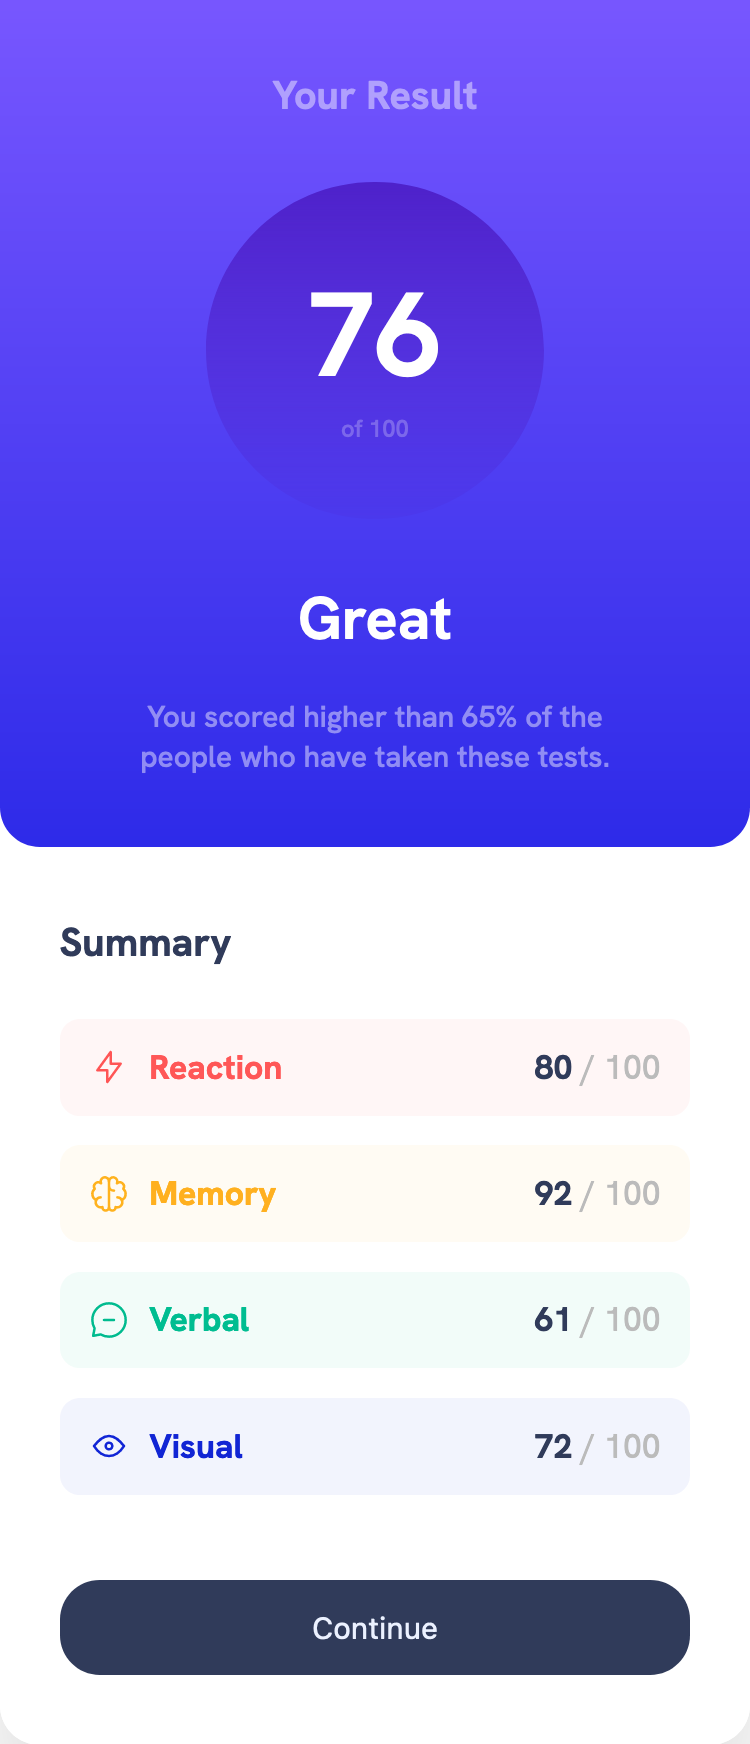 Your Result
76
of 100
Great
You scored higher than 65% of the
people who have taken these tests.
Summary
Reaction 80 / 100
Memory 92 / 100
Verbal 61 / 100
Visual 72 / 100
Continue